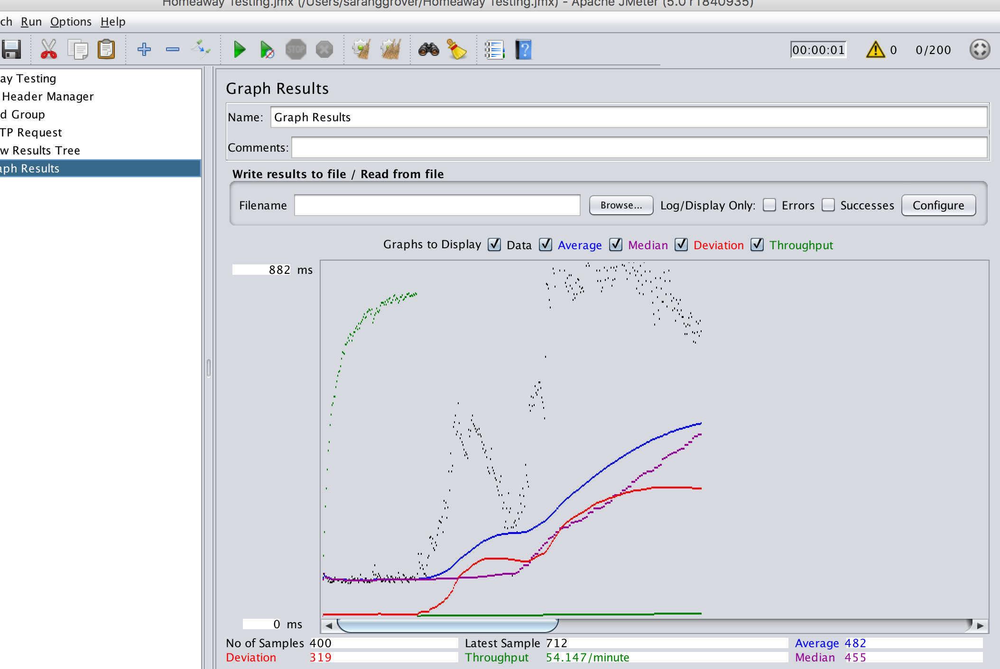 Homeaway Testing.jmx (/Users/saranggrover/Homeaway Testing.jmx) - Apache JMeter (5.0 r1840935)
ch Run Options Help
STOP ? 00:00:01 0 0/200
ay Testing
Header Manager
d Group
TP Request
w Results Tree
aph Results
Graph Results
Name: Graph Results
Comments:
Write results to file / Read from file
Filename Browse... Log/Display Only: Errors Successes Configure
Graphs to Display Data Average Median Deviation Throughput
882 ms
0 ms
No of Samples 400 Latest Sample 712 Average 482
Deviation 319 Throughput 54.147/minute Median 455